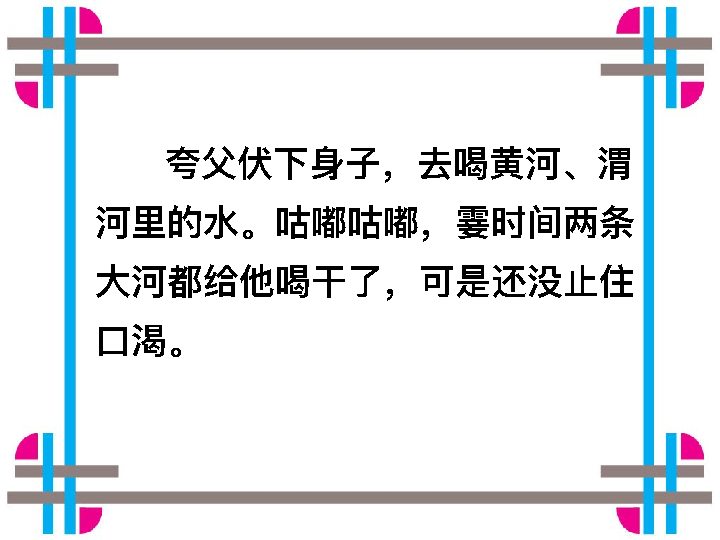 夸父伏下身子，去喝黄河、渭
河里的水。咕嘟咕嘟，霎时间两条
大河都给他喝干了，可是还没止住
口渴。